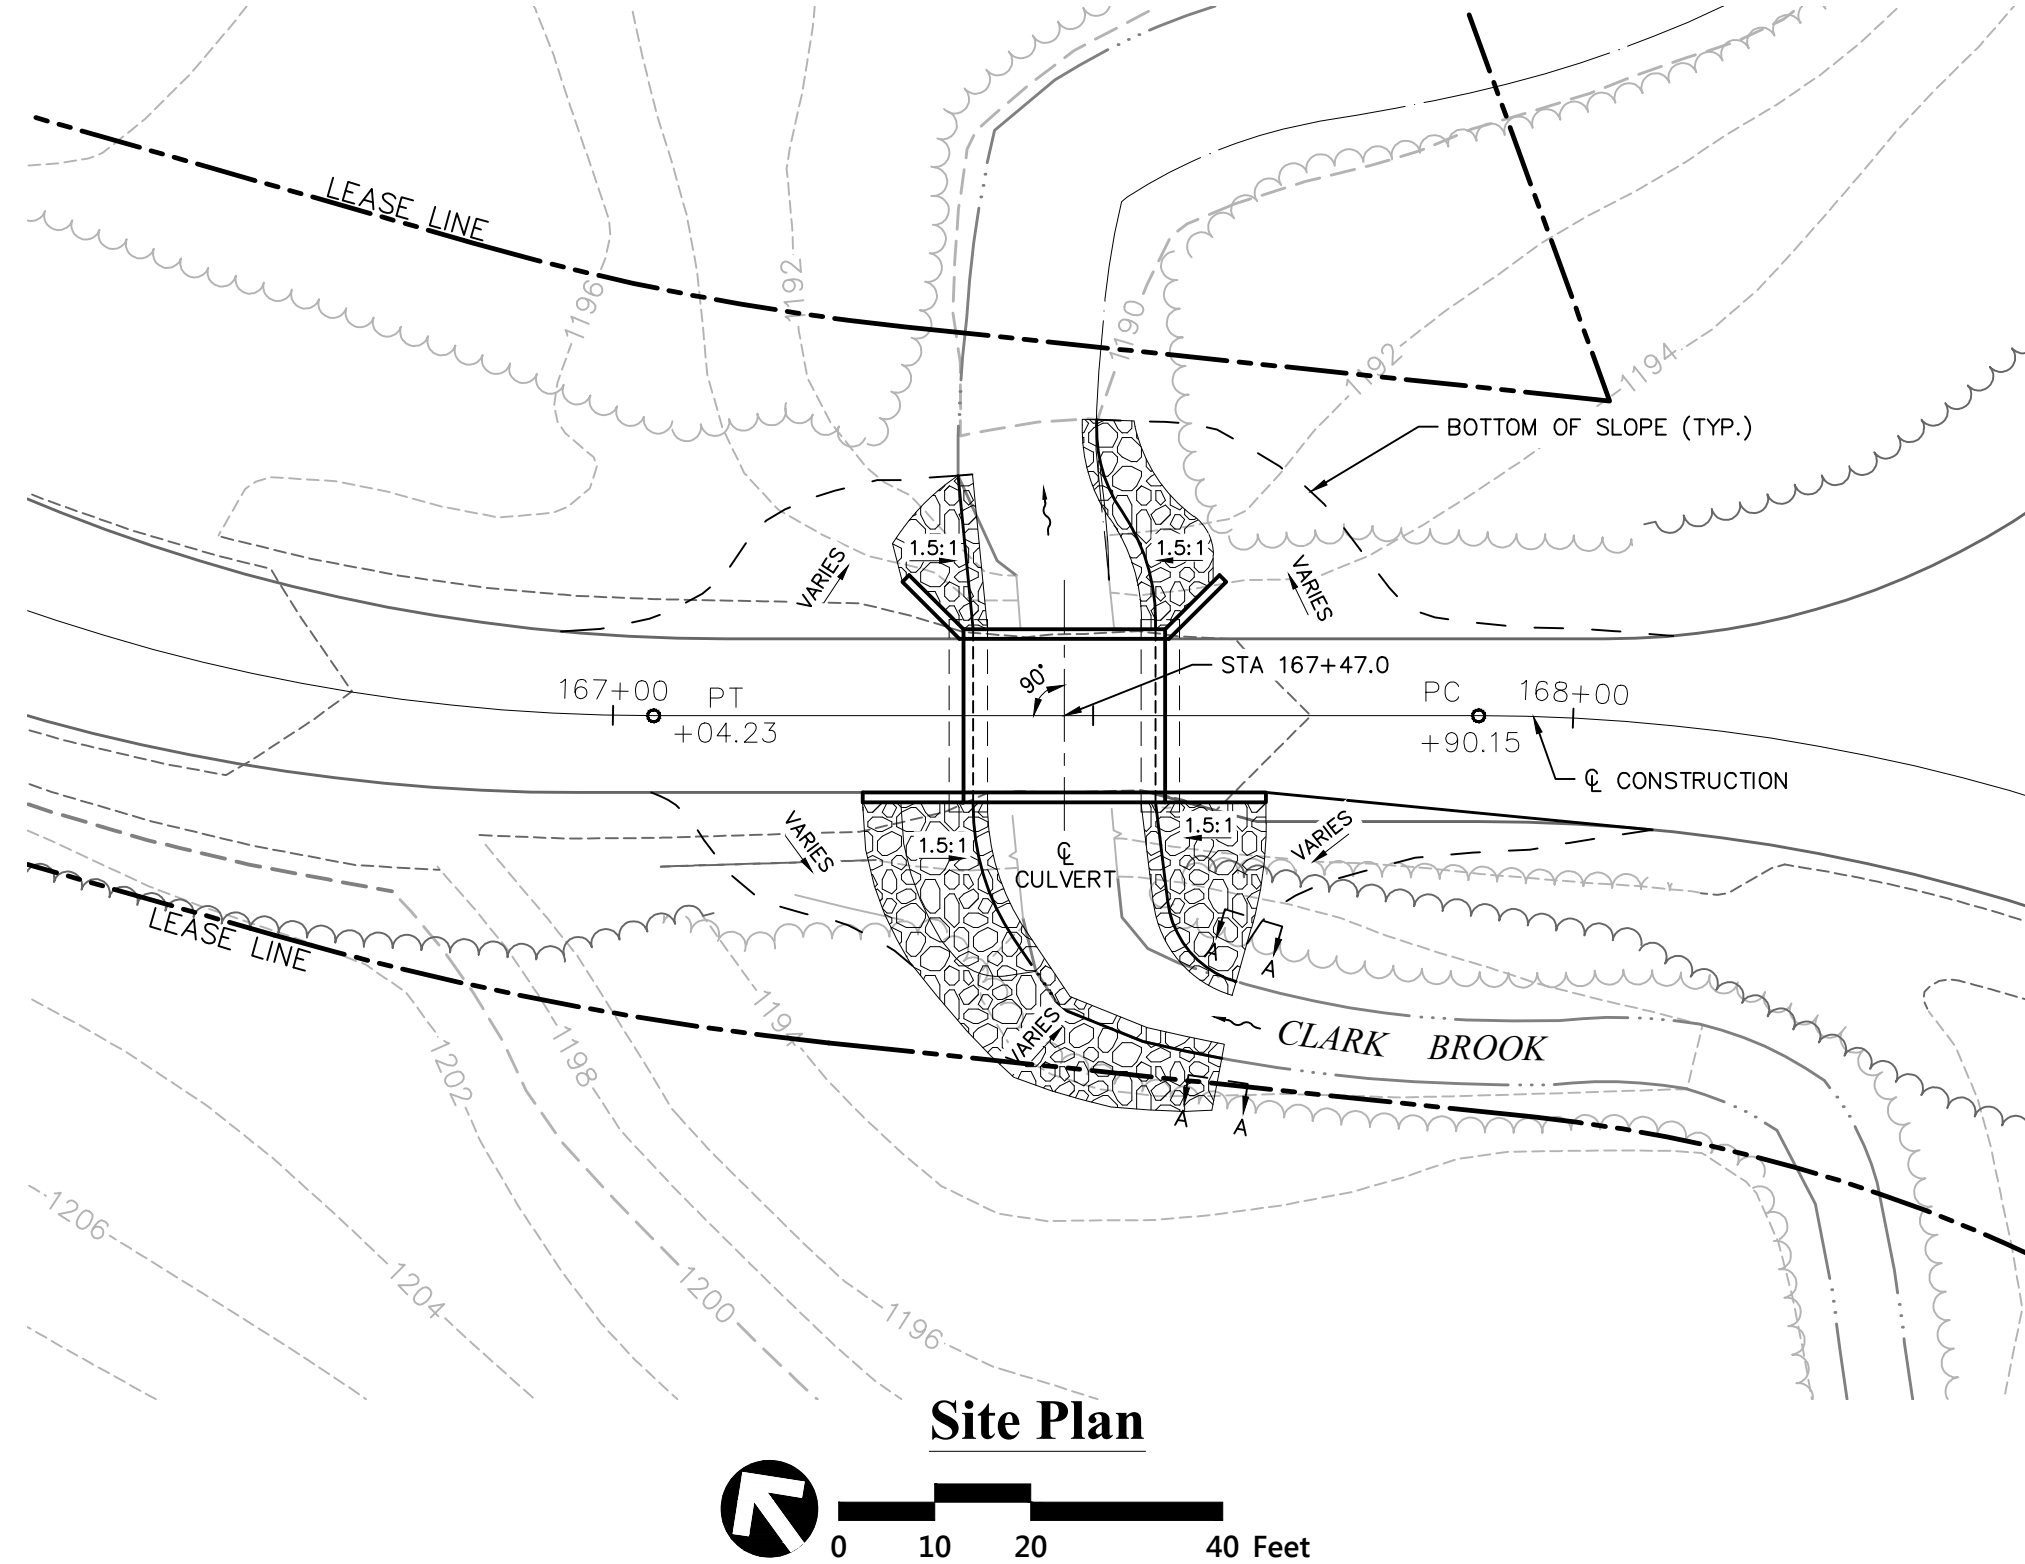 LEASE LINE
1196
1192
1190
1192
1194
BOTTOM OF SLOPE (TYP.)
1.5:1
1.5:1
VARIES
VARIES
STA 167+47.0
90°
167+00
PT
+04.23
PC
168+00
+90.15
℄ CONSTRUCTION
VARIES
1.5:1
1.5:1
VARIES
℄
CULVERT
LEASE LINE
A
A
1194
VARIES
CLARK BROOK
1202
1198
A
A
1206
1204
1200
1196
Site Plan
0 10 20 40 Feet